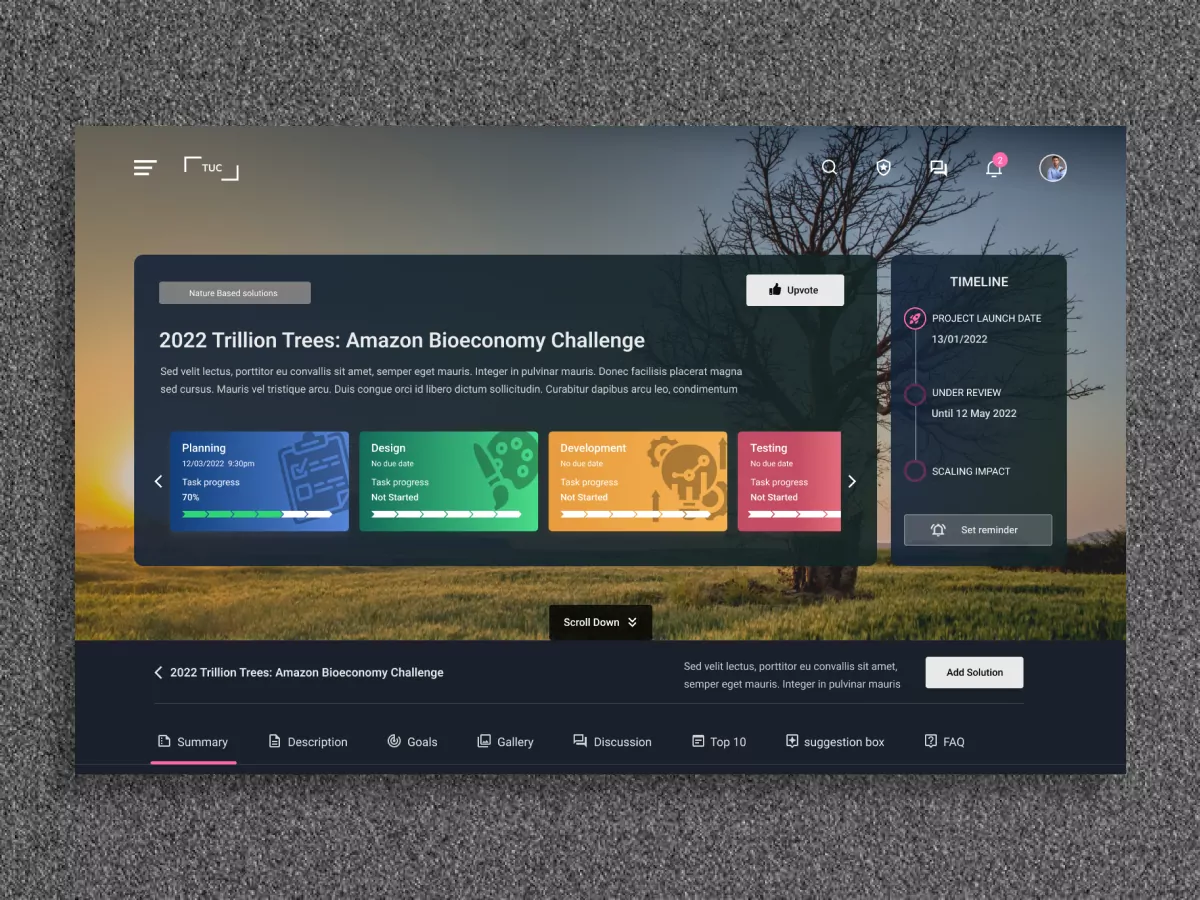 TUC
2
Nature Based solutions
Upvote
2022 Trillion Trees: Amazon Bioeconomy Challenge
Sed velit lectus, porttitor eu convallis sit amet, semper eget mauris. Integer in pulvinar mauris. Donec facilisis placerat magna
sed cursus. Mauris vel tristique arcu. Duis congue orci id libero dictum sollicitudin. Curabitur dapibus arcu leo, condimentum
Planning
12/03/2022 9:30pm
Task progress
70%
Design
No due date
Task progress
Not Started
Development
No due date
Task progress
Not Started
Testing
No due date
Task progress
Not Started
TIMELINE
PROJECT LAUNCH DATE
13/01/2022
UNDER REVIEW
Until 12 May 2022
SCALING IMPACT
Set reminder
Scroll Down
2022 Trillion Trees: Amazon Bioeconomy Challenge
Sed velit lectus, porttitor eu convallis sit amet,
semper eget mauris. Integer in pulvinar mauris
Add Solution
Summary
Description
Goals
Gallery
Discussion
Top 10
suggestion box
FAQ